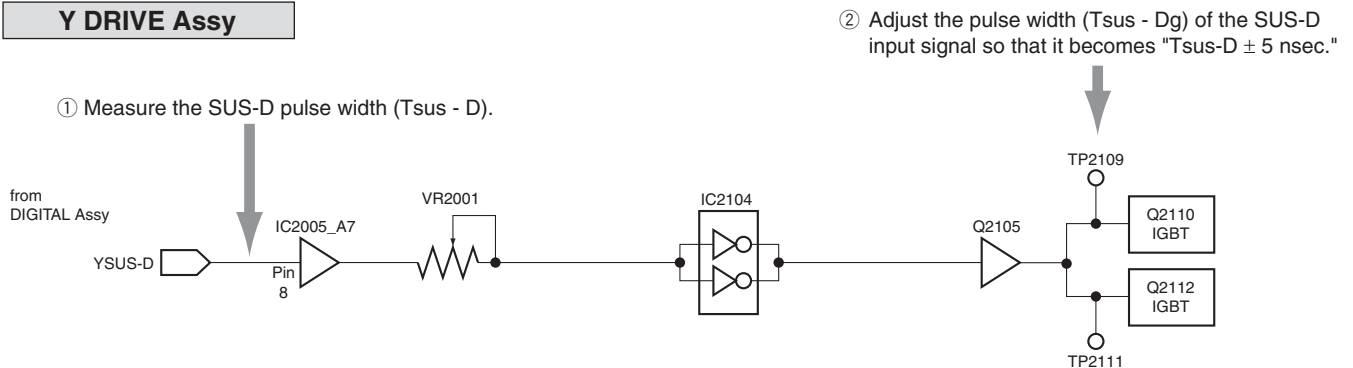 Y DRIVE Assy
② Adjust the pulse width (Tsus - Dg) of the SUS-D
input signal so that it becomes "Tsus-D ± 5 nsec."
① Measure the SUS-D pulse width (Tsus - D).
from
DIGITAL Assy
YSUS-D
Pin
8
IC2005_A7
VR2001
IC2104
Q2105
TP2109
Q2110
IGBT
Q2112
IGBT
TP2111